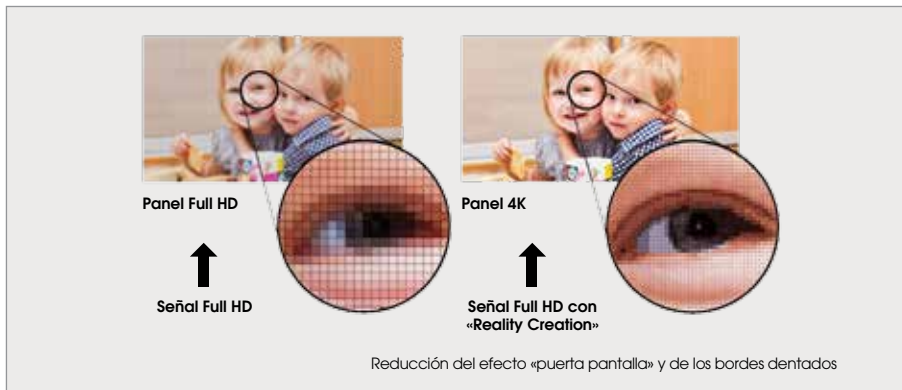 Panel Full HD
Señal Full HD
Panel 4K
Señal Full HD con
«Reality Creation»
Reducción del efecto «puerta pantalla» y de los bordes dentados